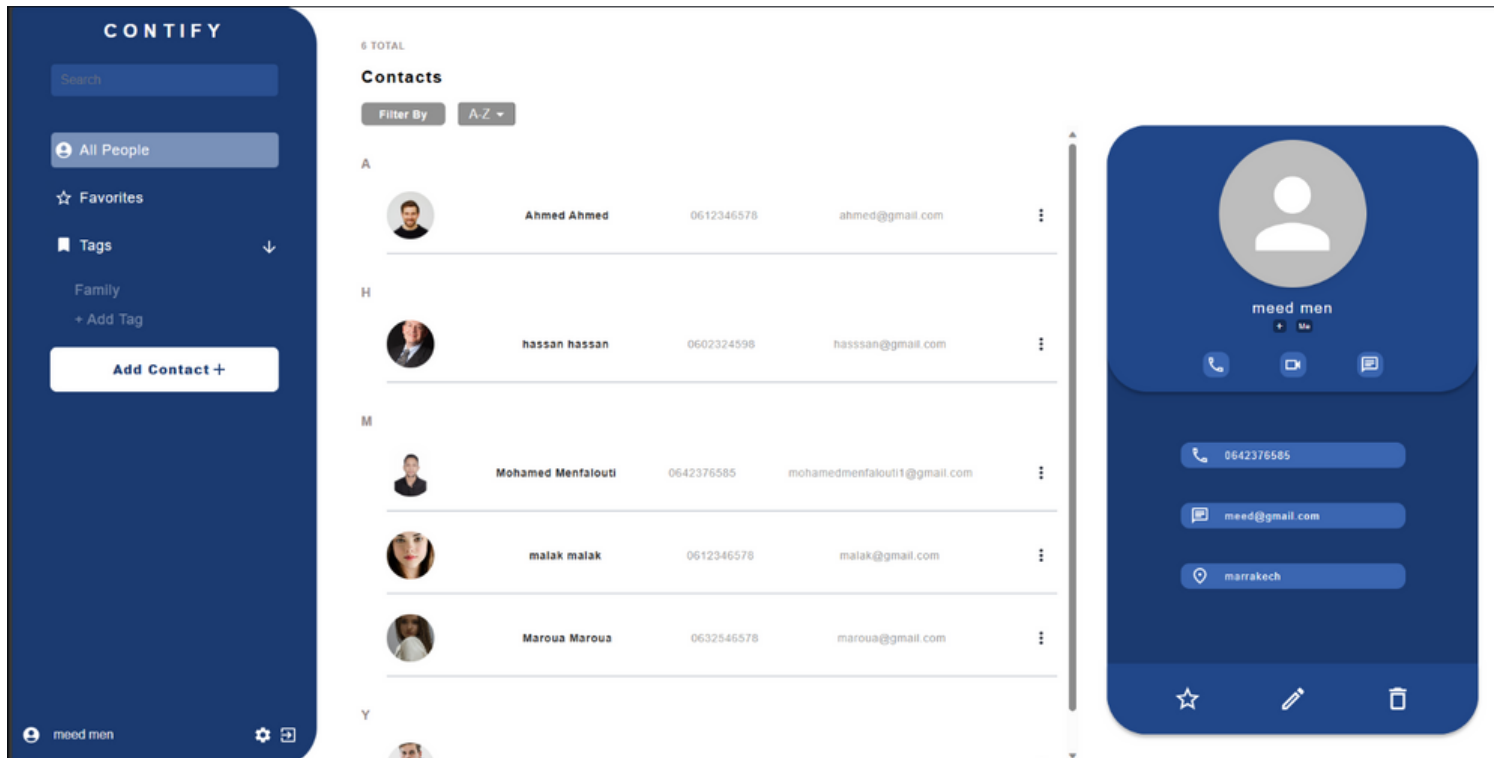 CONTIFY
Search
All People
Favorites
Tags
Family
+ Add Tag
Add Contact +
meed men
6 TOTAL
Contacts
Filter By A-Z
A
Ahmed Ahmed 0612346578 ahmed@gmail.com
H
hassan hassan 0602324598 hasssan@gmail.com
M
Mohamed Menfalouti 0642376585 mohamedmenfalouti1@gmail.com
malak malak 0612346578 malak@gmail.com
Maroua Maroua 0632546578 maroua@gmail.com
Y
meed men
+ Me
0642376585
meed@gmail.com
marrakech